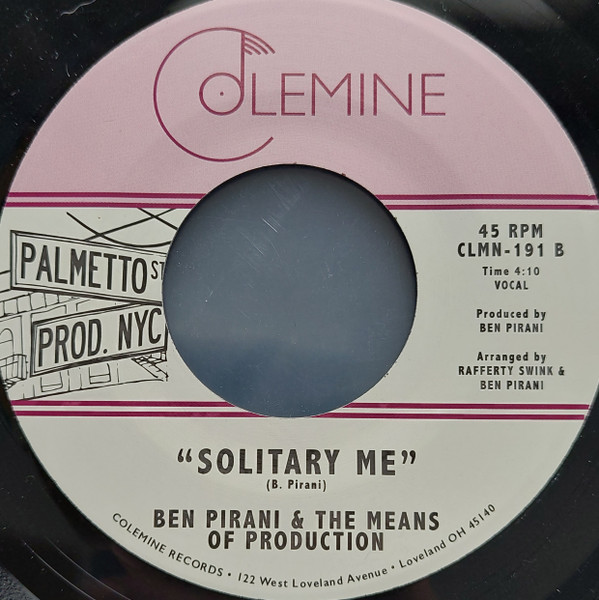 COLEMINE
PALMETTO ST
PROD. NYC
45 RPM
CLMN-191 B
Time 4:10
VOCAL
Produced by
BEN PIRANI
Arranged by
RAFFERTY SWINK &
BEN PIRANI
"SOLITARY ME"
(B. Pirani)
BEN PIRANI & THE MEANS
OF PRODUCTION
COLEMINE RECORDS • 122 West Loveland Avenue • Loveland OH 45140